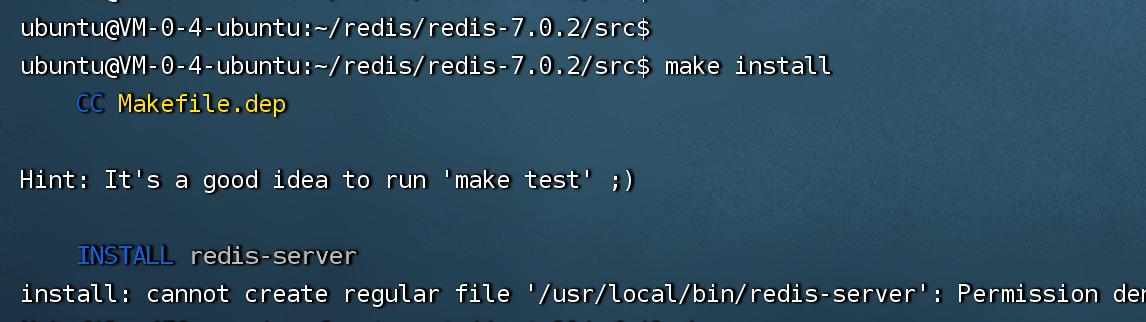 ubuntu@VM-0-4-ubuntu:~/redis/redis-7.0.2/src$
ubuntu@VM-0-4-ubuntu:~/redis/redis-7.0.2/src$ make install
CC Makefile.dep
Hint: It's a good idea to run 'make test' ;)
INSTALL redis-server
install: cannot create regular file '/usr/local/bin/redis-server': Permission